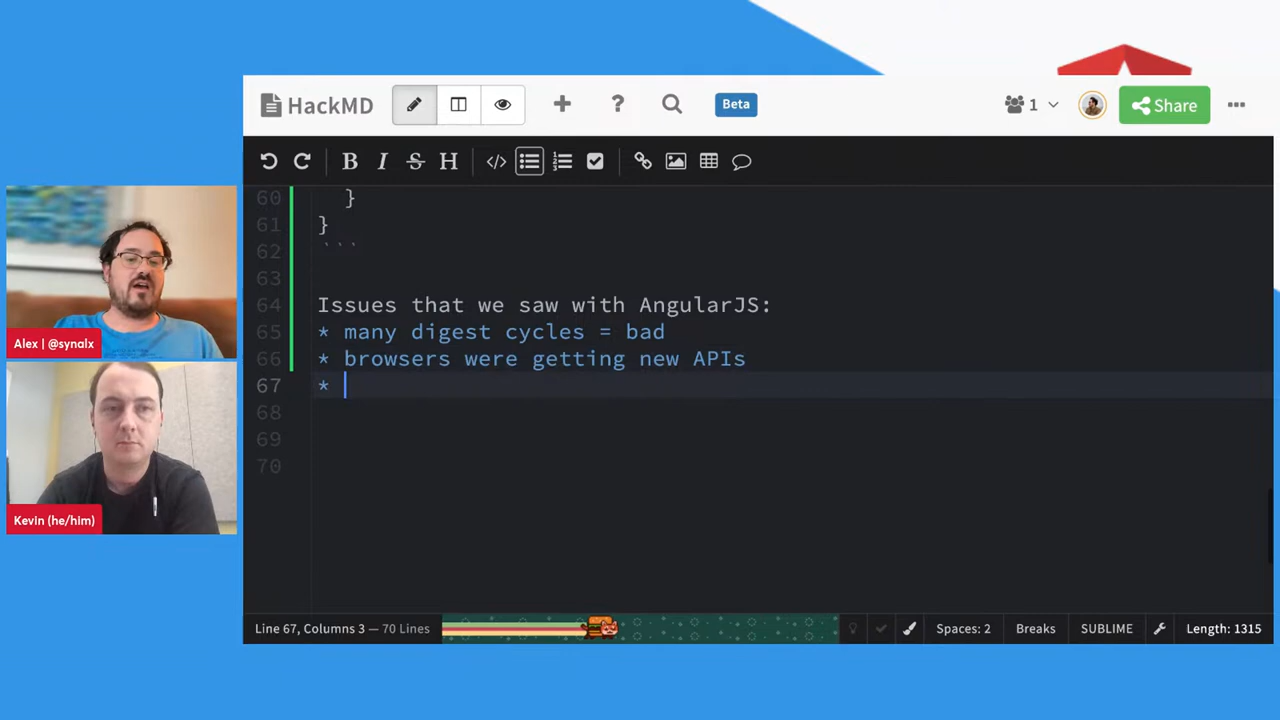 HackMD
Beta
1
Share
B I S H
60 }
61 }
62 ```
63
64 Issues that we saw with AngularJS:
65 * many digest cycles = bad
66 * browsers were getting new APIs
67 *
68
69
70
Alex | @synalx
Kevin (he/him)
Line 67, Columns 3 — 70 Lines
Spaces: 2
Breaks
SUBLIME
Length: 1315